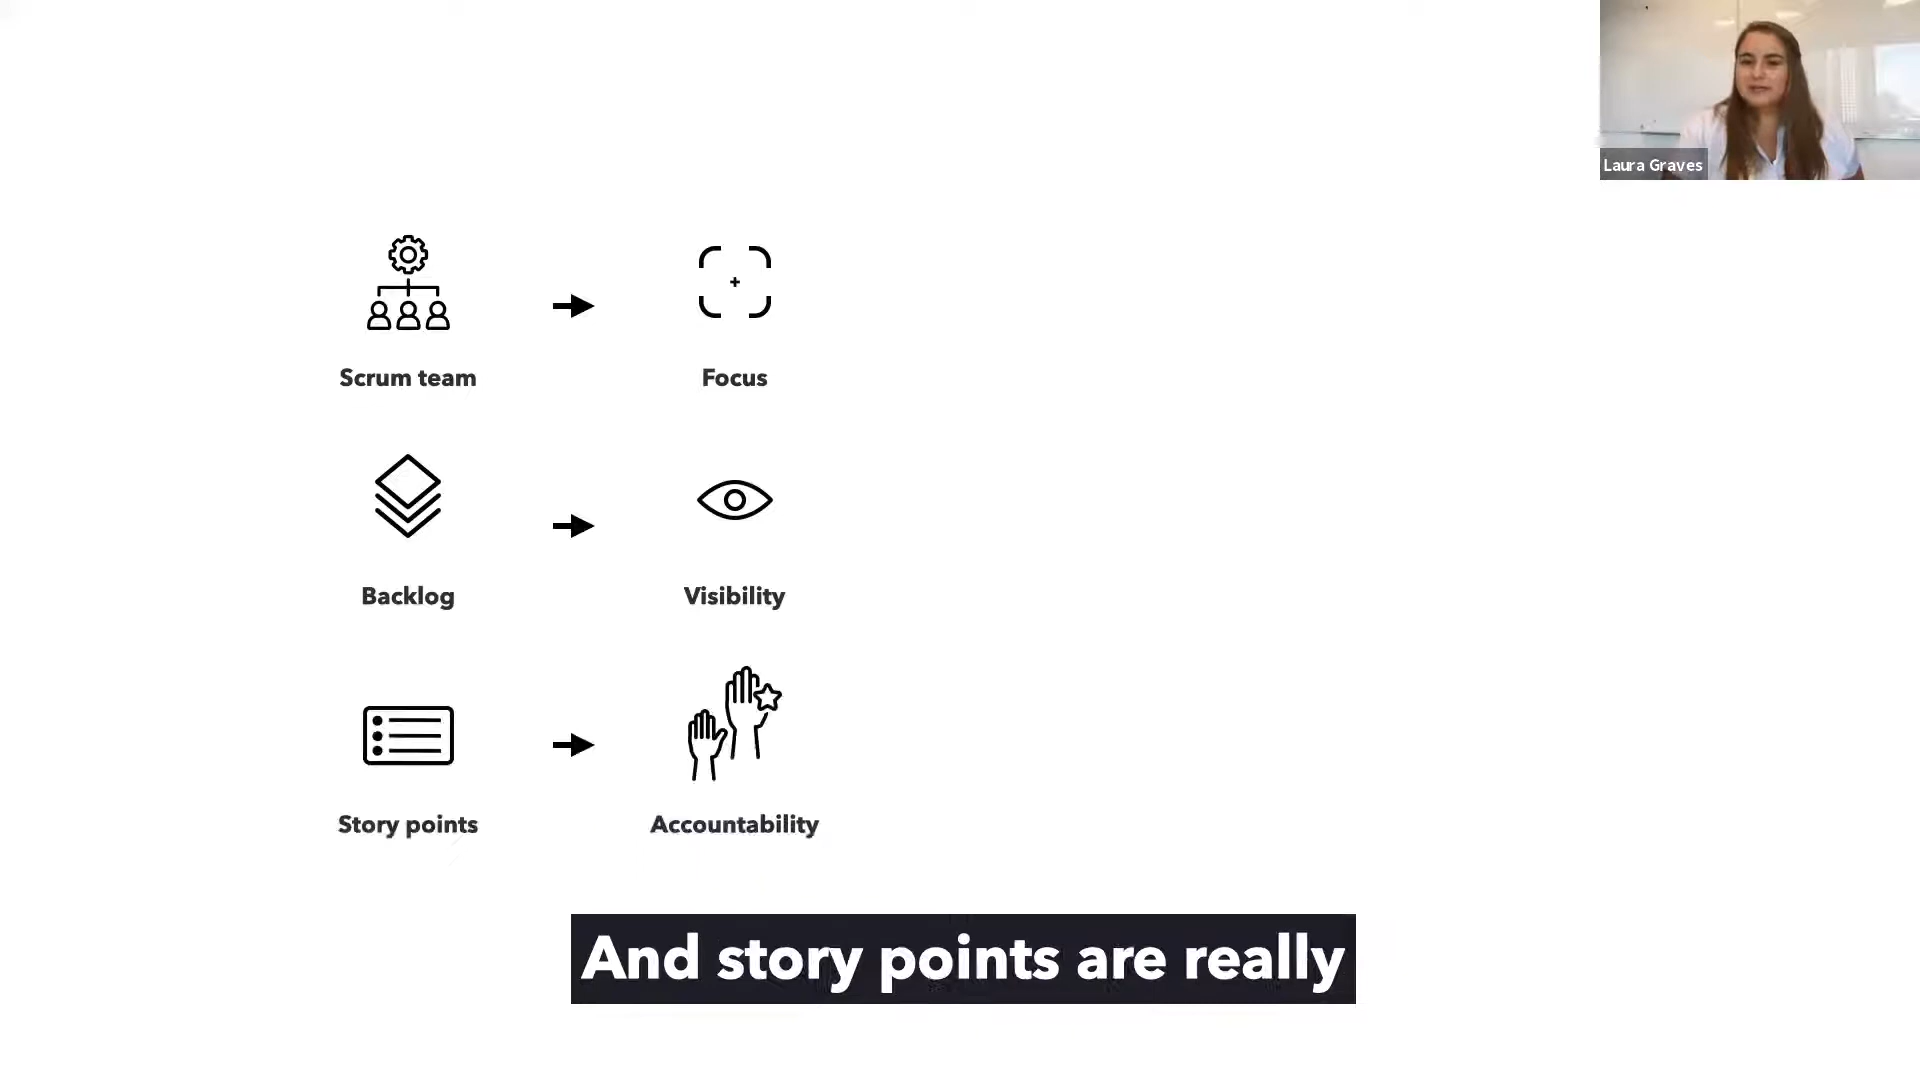 Laura Graves
Scrum team
Focus
Backlog
Visibility
Story points
Accountability
And story points are really